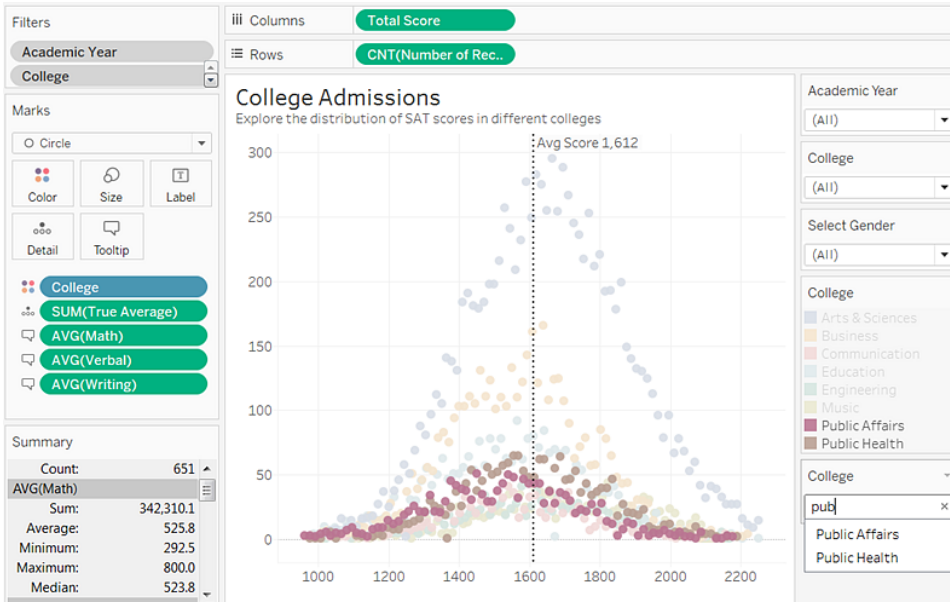 Filters
Academic Year
College
Marks
Circle
Color
Size
Label
Detail
Tooltip
College
SUM(True Average)
AVG(Math)
AVG(Verbal)
AVG(Writing)
Summary
Count: 651
AVG(Math)
Sum: 342,310.1
Average: 525.8
Minimum: 292.5
Maximum: 800.0
Median: 523.8
Columns
Total Score
Rows
CNT(Number of Rec..
College Admissions
Explore the distribution of SAT scores in different colleges
Avg Score 1,612
300
250
200
150
100
50
0
1000 1200 1400 1600 1800 2000 2200
Academic Year
(All)
College
(All)
Select Gender
(All)
College
Arts & Sciences
Business
Communication
Education
Engineering
Music
Public Affairs
Public Health
College
pub
Public Affairs
Public Health